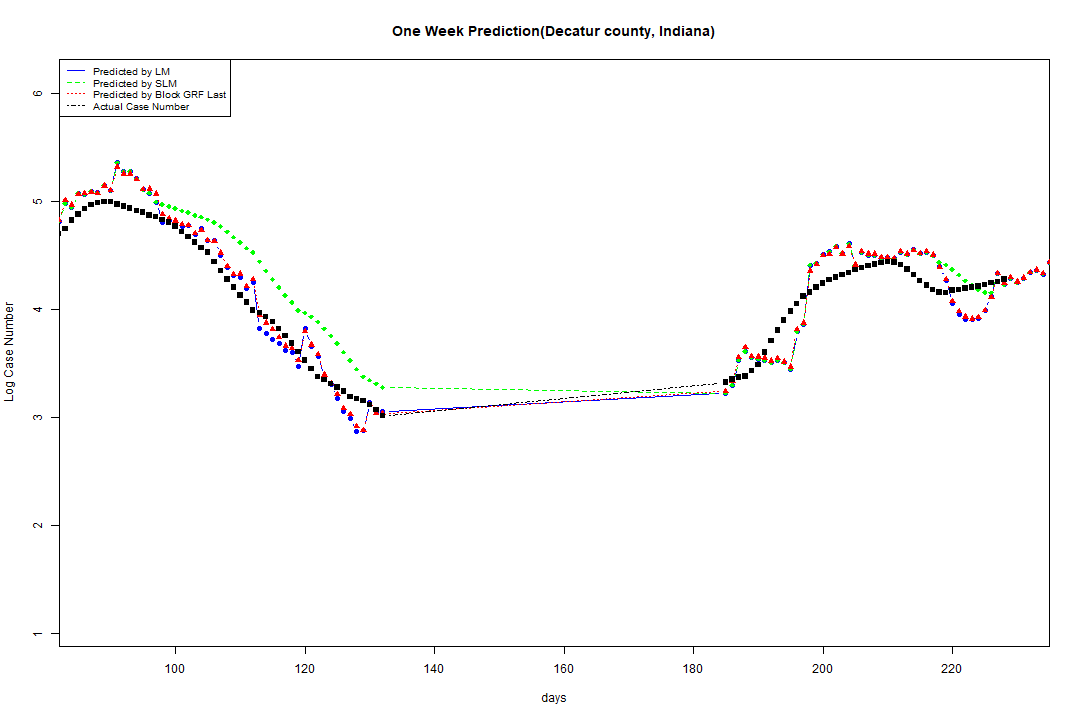 One Week Prediction(Decatur county, Indiana)
Predicted by LM
Predicted by SLM
Predicted by Block GRF Last
Actual Case Number
6
5
4
3
2
1
Log Case Number
100 120 140 160 180 200 220
days